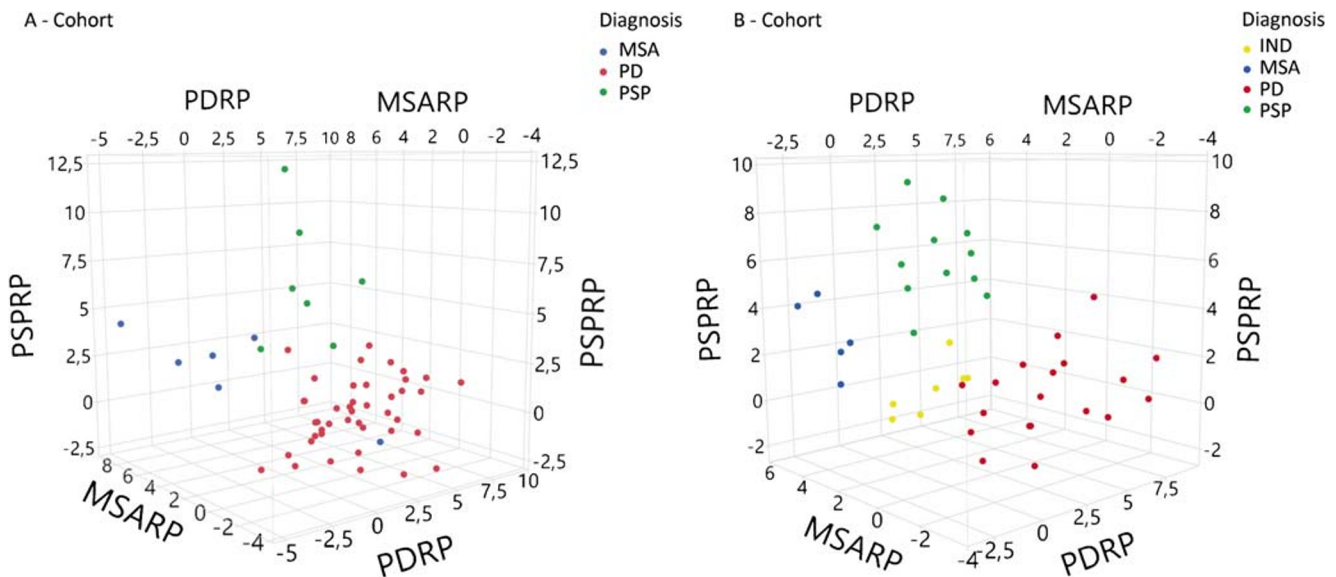 A - Cohort
Diagnosis
MSA
PD
PSP
PDRP MSARP
-5 -2,5 0 2,5 5 7,5 10 8 6 4 2 0 -2 -4
12,5 10 7,5 5 2,5 0 -2,5
PSPRP
12,5 10 7,5 5 2,5 0 -2,5
PSPRP
8 6 4 2 0 -2 -4
MSARP
-5 -2,5 0 2,5 5 7,5 10
PDRP
B - Cohort
Diagnosis
IND
MSA
PD
PSP
PDRP MSARP
-2,5 0 2,5 5 7,5 6 4 2 0 -2 -4
10 8 6 4 2 0 -2
PSPRP
10 8 6 4 2 0 -2
PSPRP
6 4 2 0 -2 -4
MSARP
-2,5 0 2,5 5 7,5
PDRP